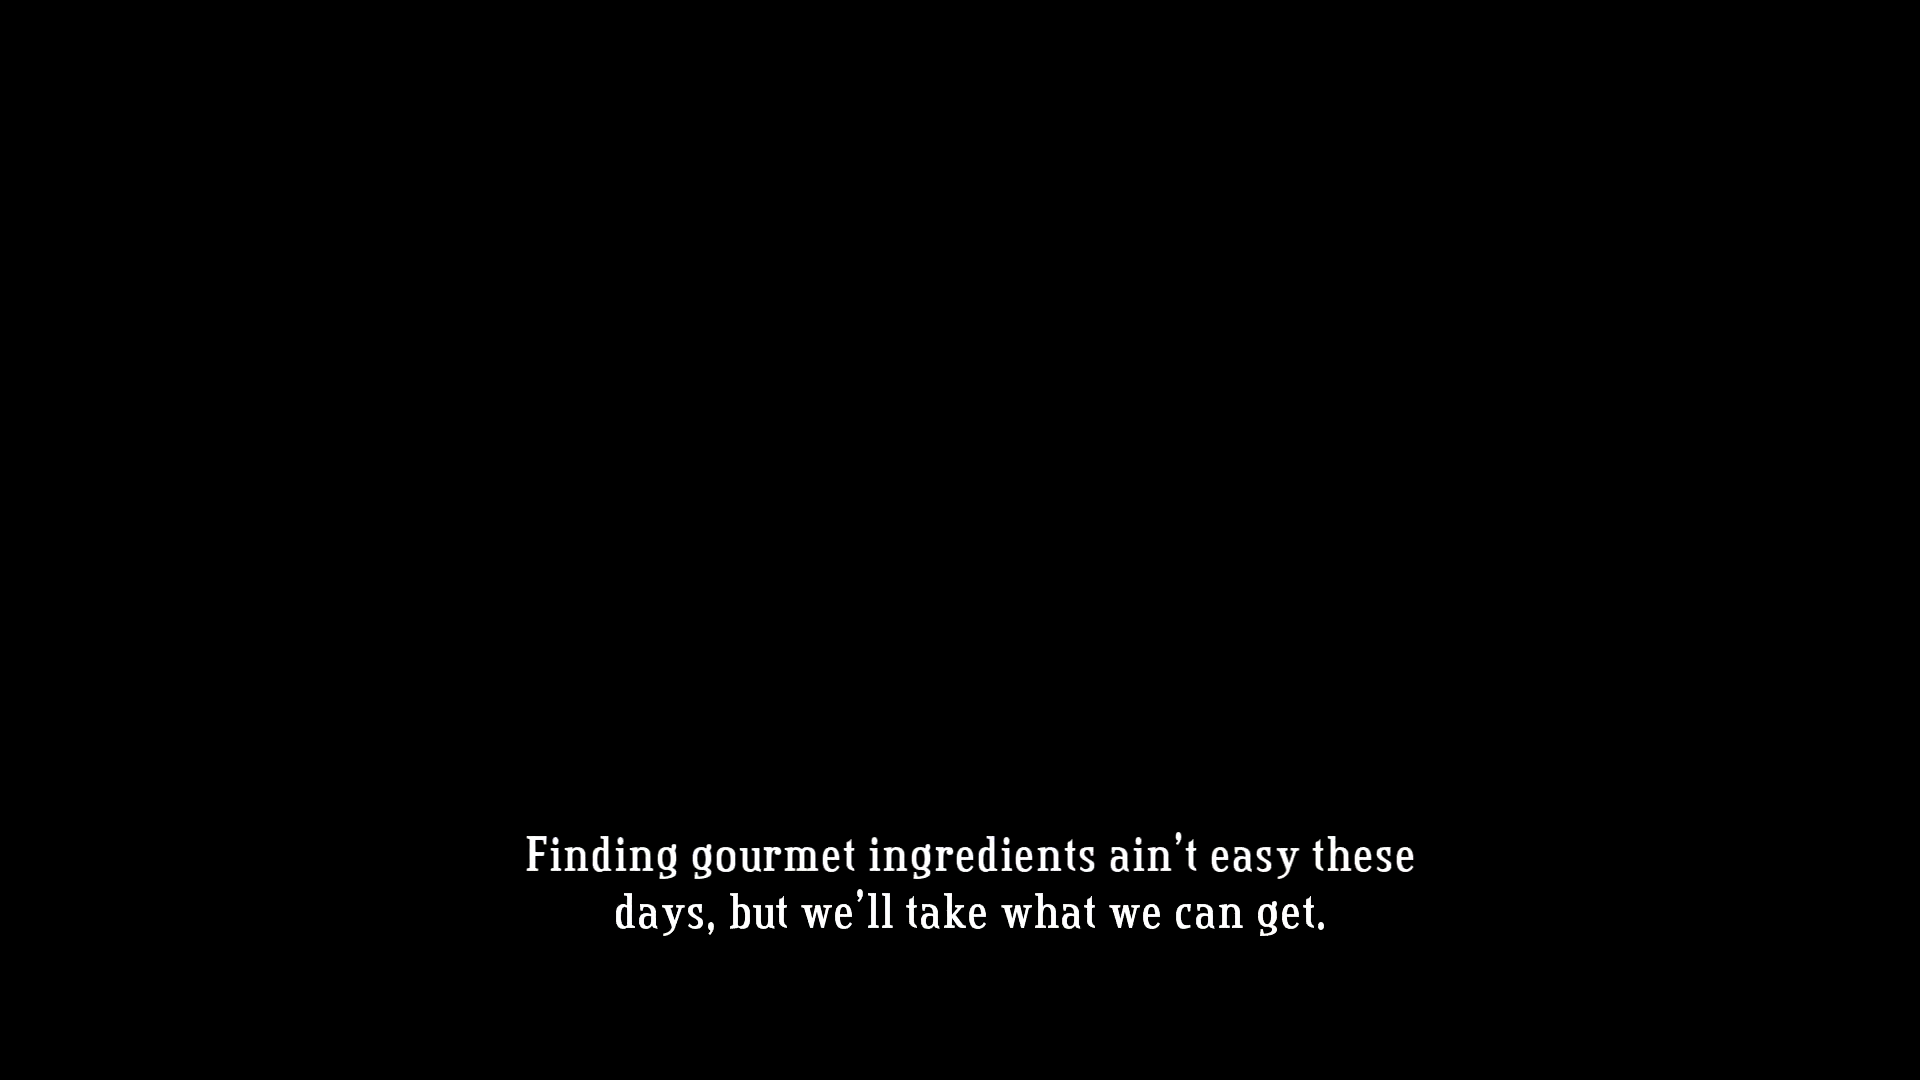 Finding gourmet ingredients ain’t easy these
days, but we’ll take what we can get.